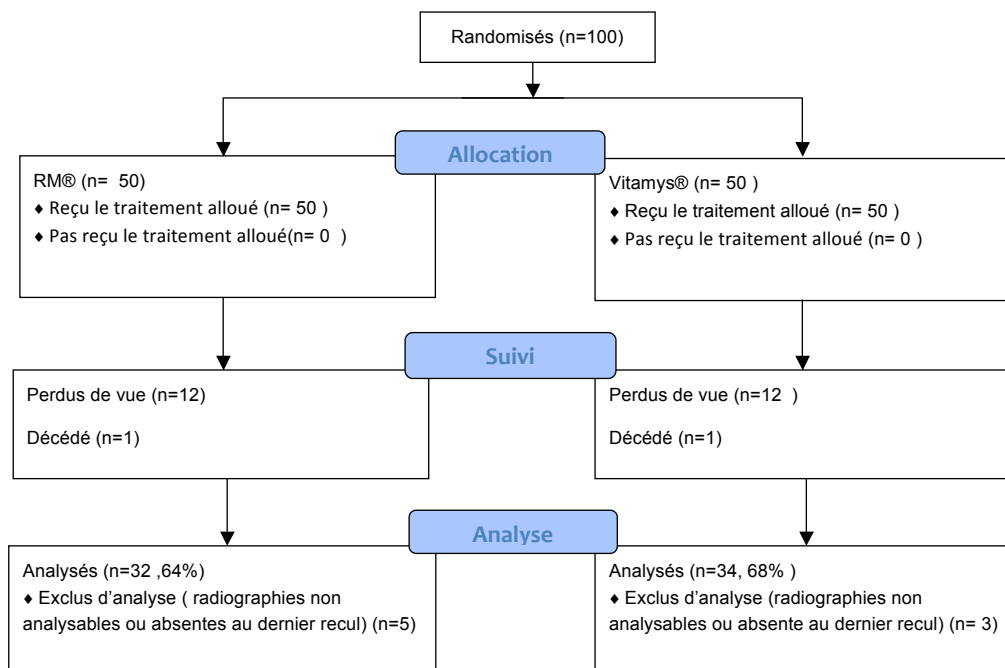 Randomisés (n=100)
Allocation
RM® (n=  50)
♦ Reçu le traitement alloué (n= 50 )
♦ Pas reçu le traitement alloué(n= 0  )
Vitamys® (n= 50 )
♦ Reçu le traitement alloué (n= 50 )
♦ Pas reçu le traitement alloué (n= 0 )
Suivi
Perdus de vue (n=12)
Décédé (n=1)
Perdus de vue (n=12  )
Décédé (n=1)
Analyse
Analysés (n=32 ,64%)
♦ Exclus d’analyse ( radiographies non
analysables ou absentes au dernier recul) (n=5)
Analysés (n=34, 68% )
♦ Exclus d’analyse (radiographies non
analysables ou absente au dernier recul) (n= 3)